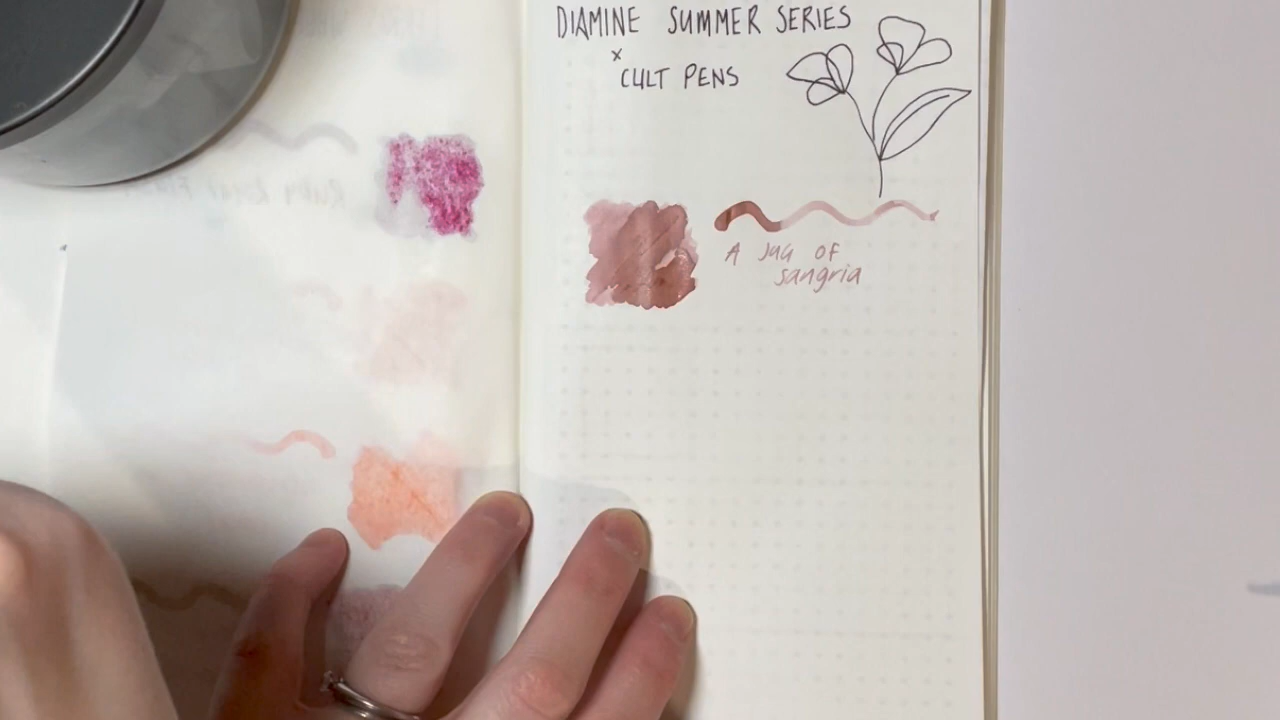 DIAMINE SUMMER SERIES
x
CULT PENS
A JUG OF
sangria